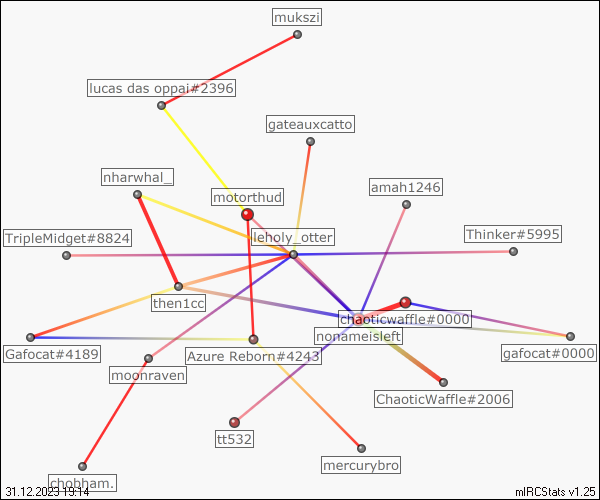 mukszi
lucas das oppai#2396
gateauxcatto
nharwhal_
amah1246
motorthud
TripleMidget#8824
leholy_otter
Thinker#5995
then1cc
chaoticwaffle#0000
nonameisleft
Gafocat#4189
Azure Reborn#4243
gafocat#0000
moonraven
ChaoticWaffle#2006
tt532
mercurybro
chobham.
31.12.2023 19:14
mIRCStats v1.25